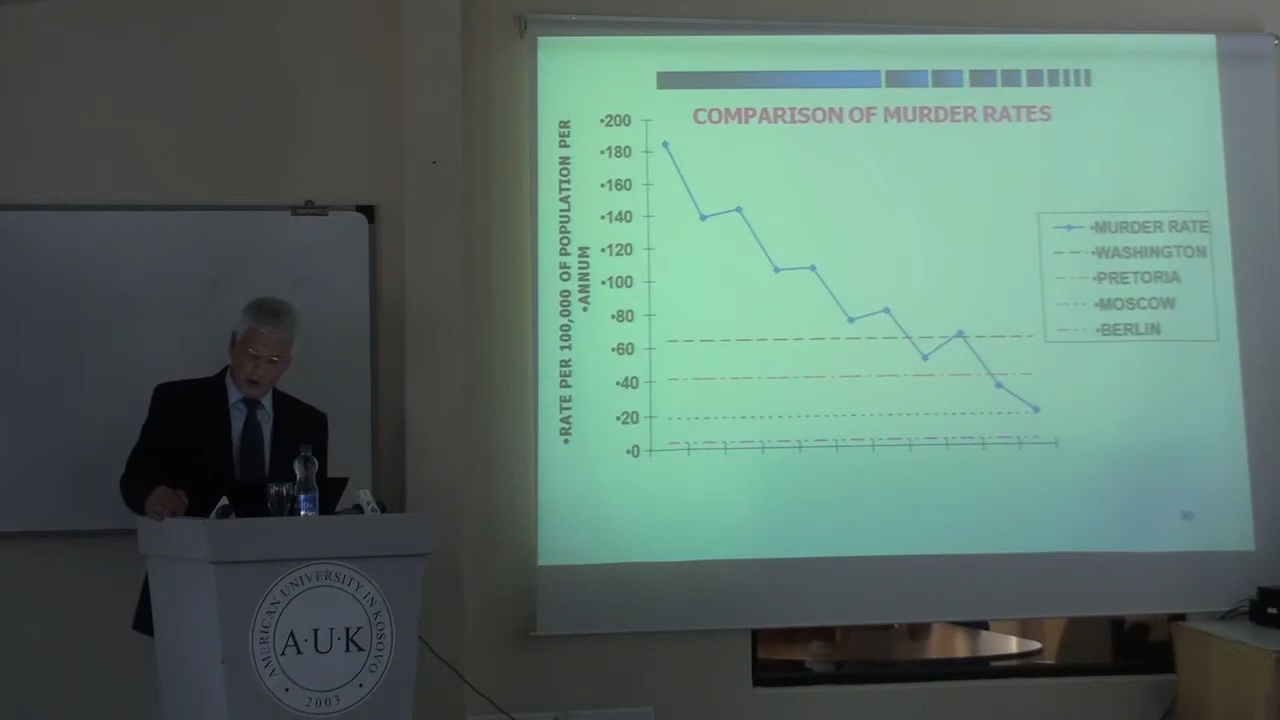 COMPARISON OF MURDER RATES
•RATE PER 100,000 OF POPULATION PER
•ANNUM
•200
•180
•160
•140
•120
•100
•80
•60
•40
•20
•0
•MURDER RATE
•WASHINGTON
•PRETORIA
•MOSCOW
•BERLIN
AMERICAN UNIVERSITY IN KOSOVO
A·U·K
• 2003 •